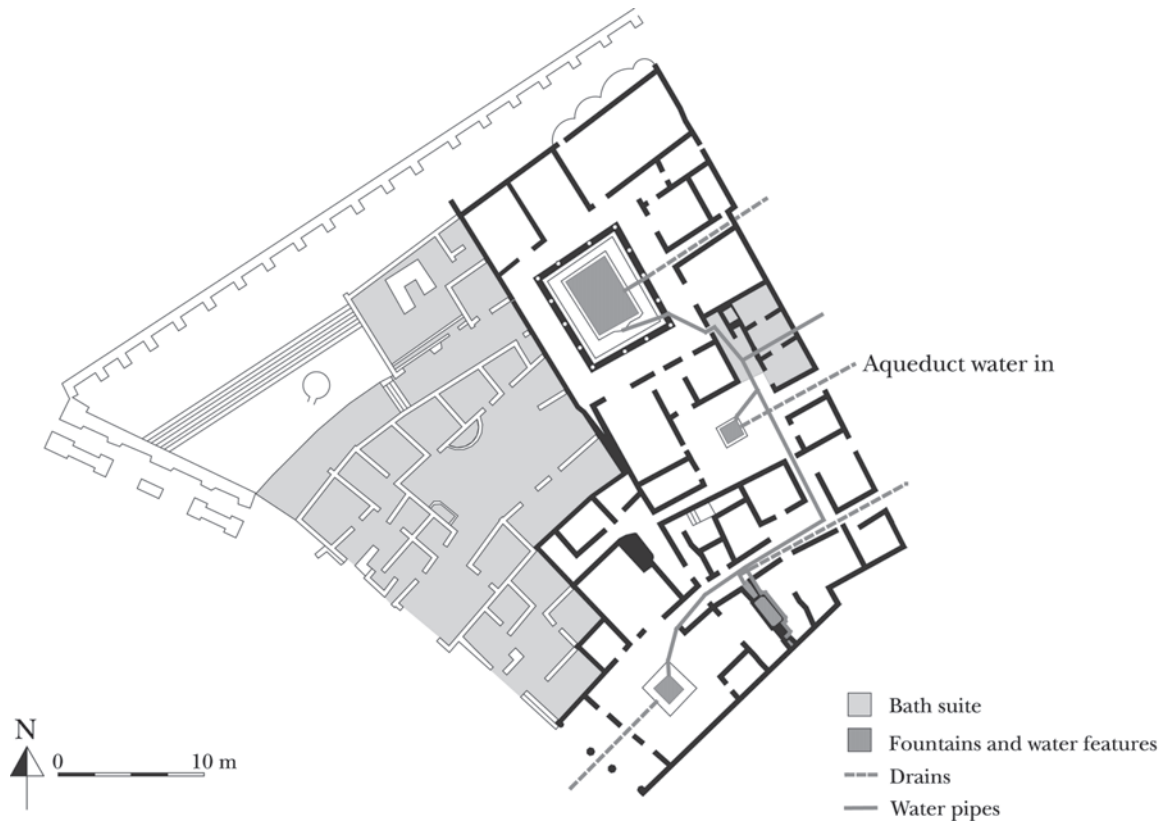 Aqueduct water in
N
0 10 m
Bath suite
Fountains and water features
Drains
Water pipes